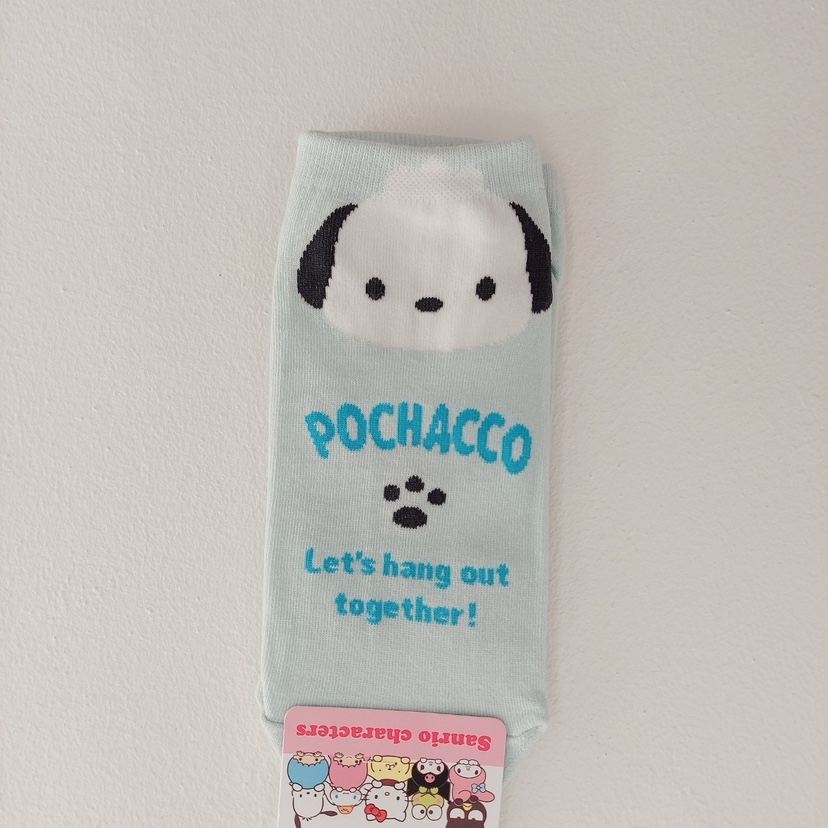 POCHACCO
Let's hang out
together!
Sanrio characters